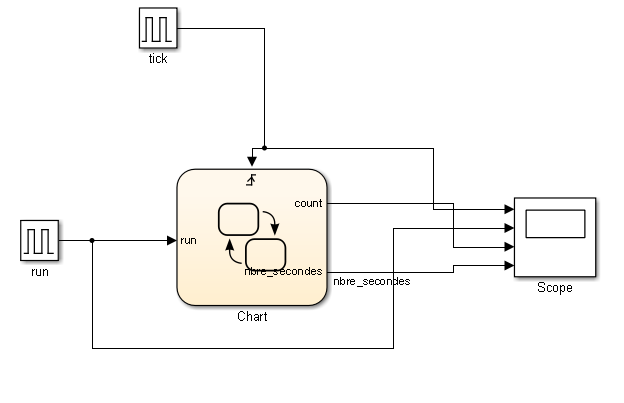 tick
count
run
nbre_secondes
nbre_secondes
run
Scope
Chart